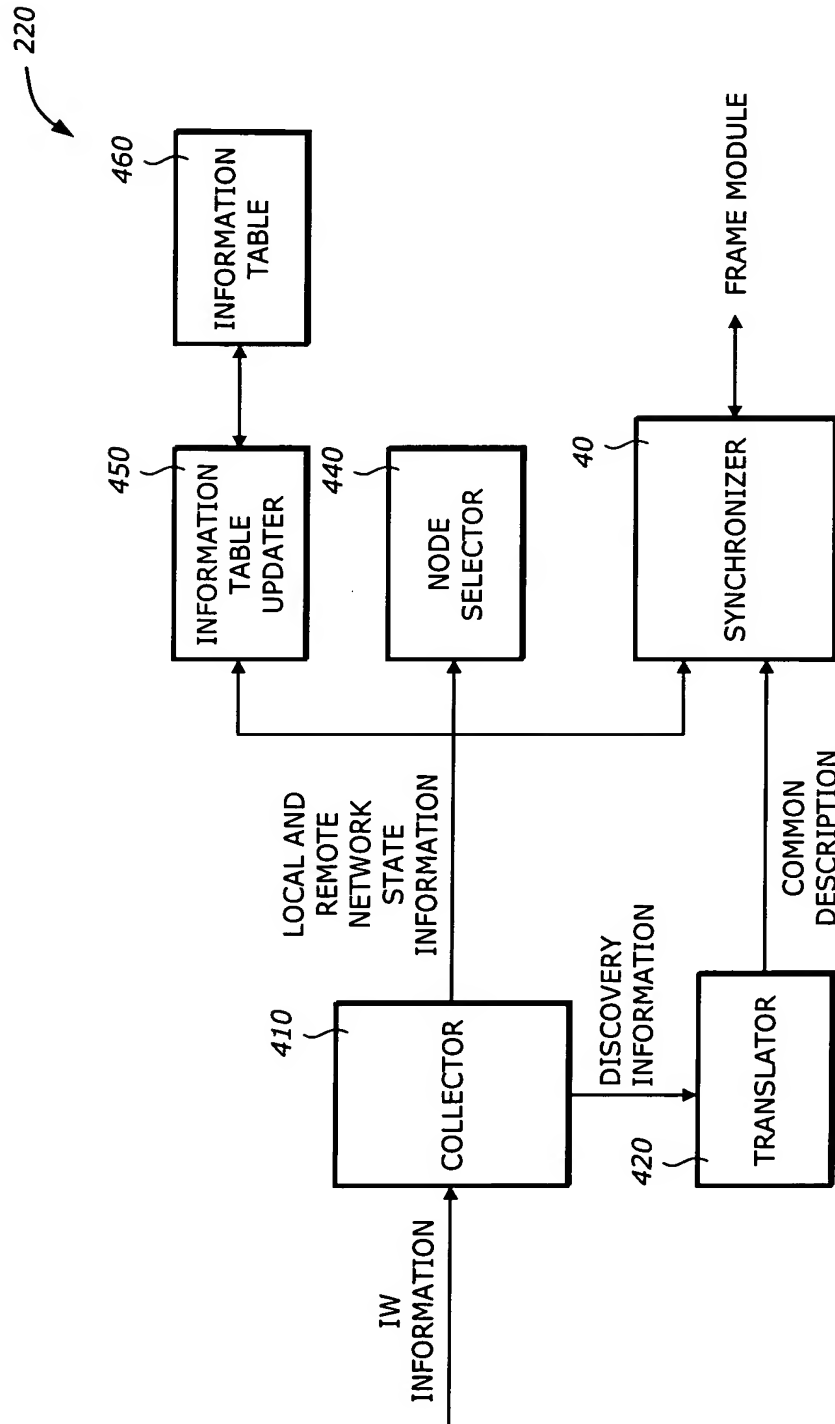 220
460
INFORMATION
TABLE
450
INFORMATION
TABLE
UPDATER
440
NODE
SELECTOR
40
SYNCHRONIZER
FRAME MODULE
LOCAL AND
REMOTE
NETWORK
STATE
INFORMATION
410
COLLECTOR
IW
INFORMATION
DISCOVERY
INFORMATION
420
TRANSLATOR
COMMON
DESCRIPTION